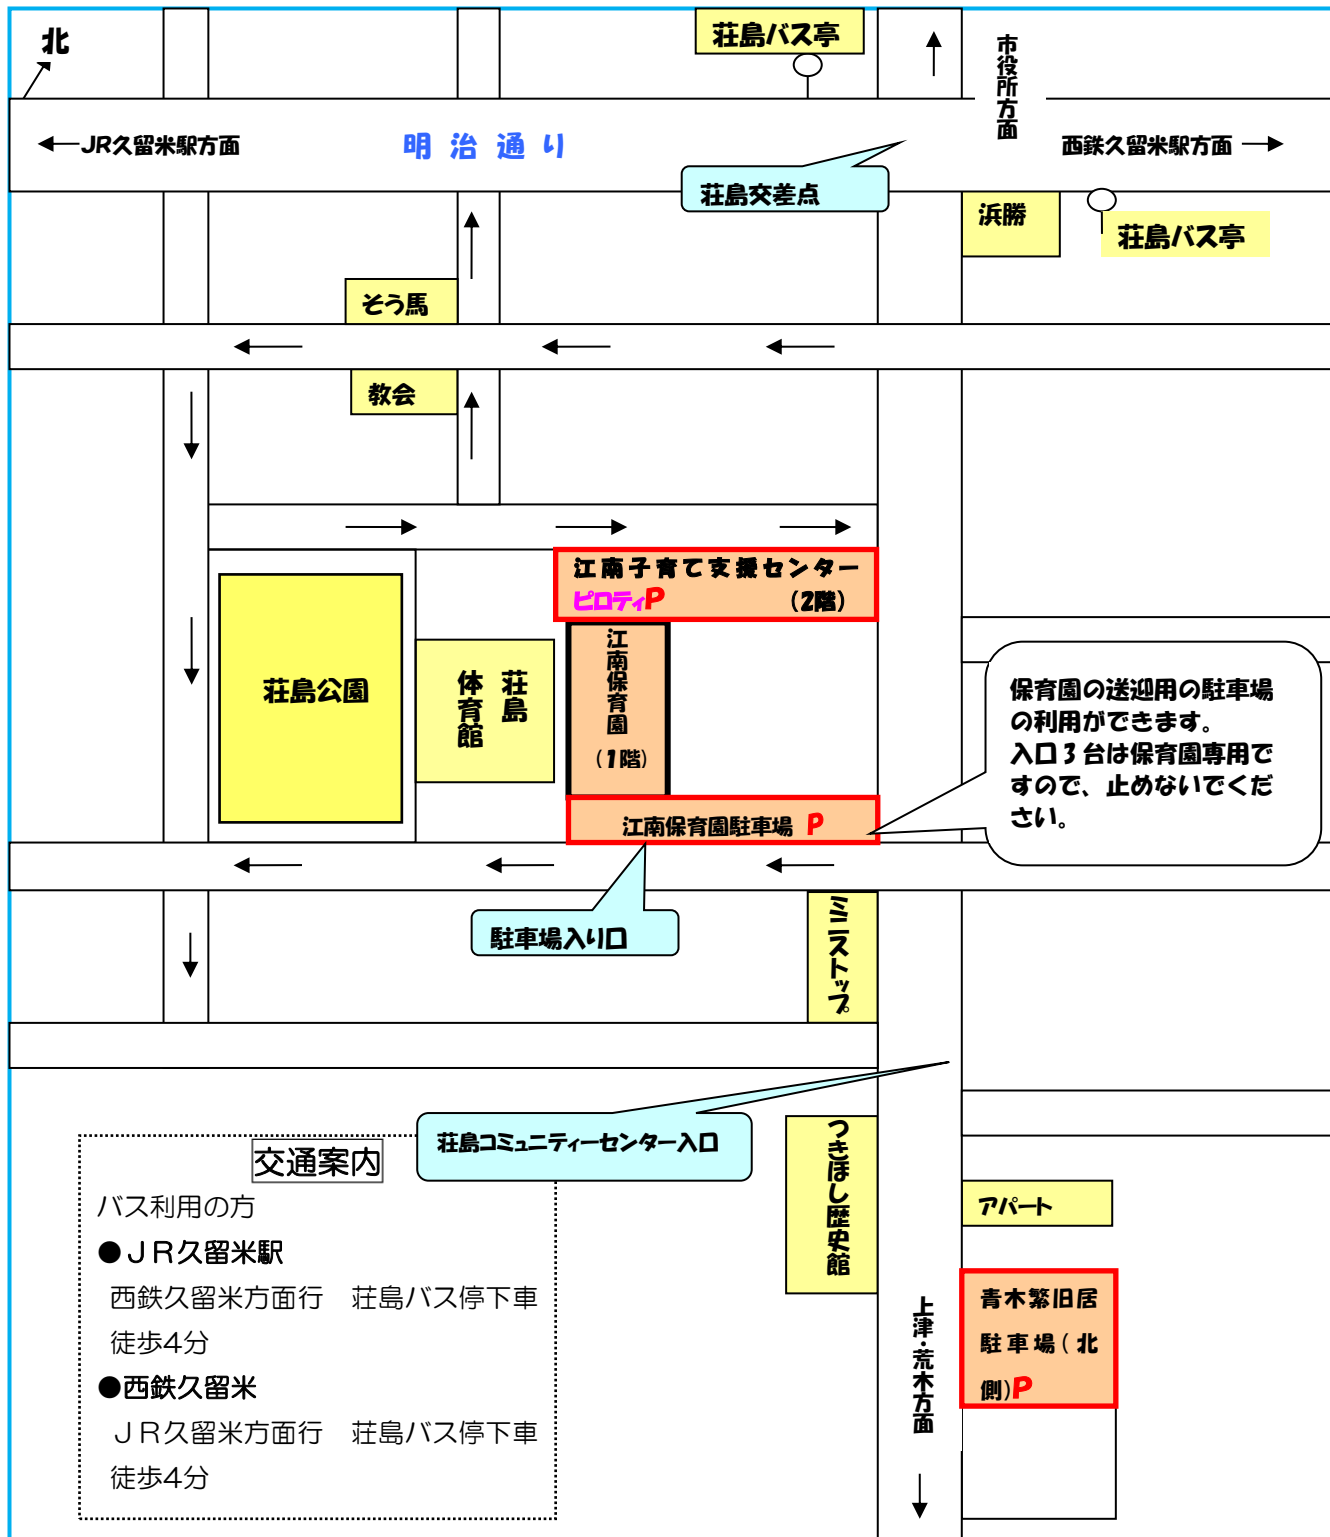 北
荘島バス亭
市役所方面
←JR久留米駅方面
明治通り
西鉄久留米駅方面→
荘島交差点
浜勝
荘島バス亭
そう馬
教会
江南子育て支援センター
ピロティP (2階)
荘島公園
荘島
体育館
江南保育園
(1階)
保育園の送迎用の駐車場
の利用ができます。
入口3台は保育園専用で
すので、止めないでくだ
さい。
江南保育園駐車場 P
駐車場入り口
ミニストップ
荘島コミュニティーセンター入口
つきほし歴史館
アパート
青木繁旧居
駐車場(北
側)P
上津・荒木方面
交通案内
バス利用の方
●JR久留米駅
西鉄久留米方面行 荘島バス停下車
徒歩4分
●西鉄久留米
JR久留米方面行 荘島バス停下車
徒歩4分